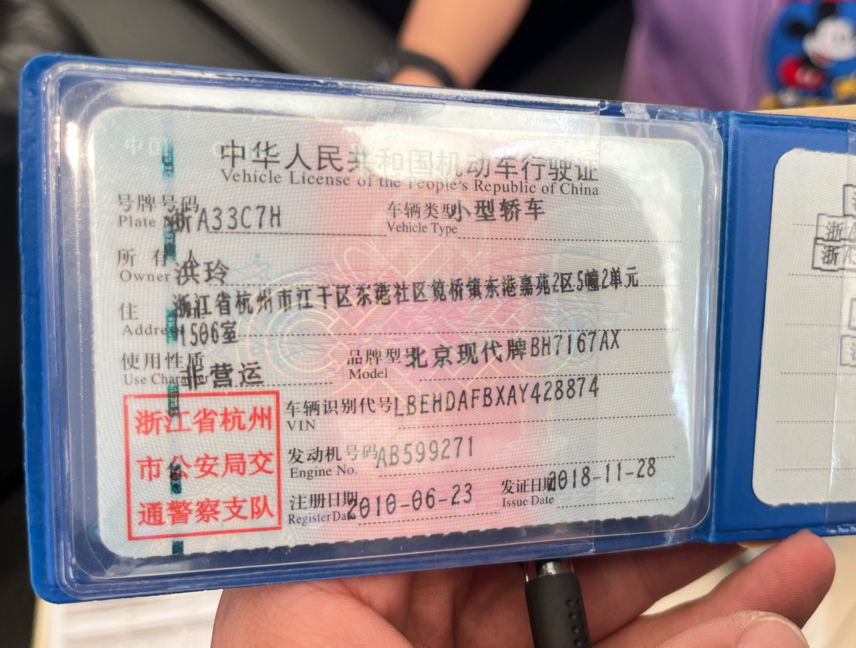 中华人民共和国机动车行驶证
Vehicle License of the People's Republic of China
号牌号码 浙A33C7H 车辆类型 小型轿车
Plate No. Vehicle Type
所有人 洪玲
Owner
住 浙江省杭州市江干区东港社区笕桥镇东港嘉苑2区5幢2单元
Address 1506室
使用性质 非营运 品牌型号 北京现代牌BH7167AX
Use Character Model
浙江省杭州
市公安局交
通警察支队
车辆识别代号 LBEHDAFBXAY428874
VIN
发动机号码 AB599271
Engine No.
注册日期 2010-06-23 发证日期 2018-11-28
Register Date Issue Date